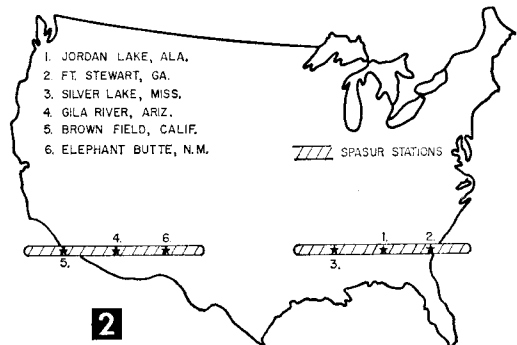 1. JORDAN LAKE, ALA.
2. FT. STEWART, GA.
3. SILVER LAKE, MISS.
4. GILA RIVER, ARIZ.
5. BROWN FIELD, CALIF.
6. ELEPHANT BUTTE, N.M.
SPASUR STATIONS
4. 6 1. 2.
5. 3.
2